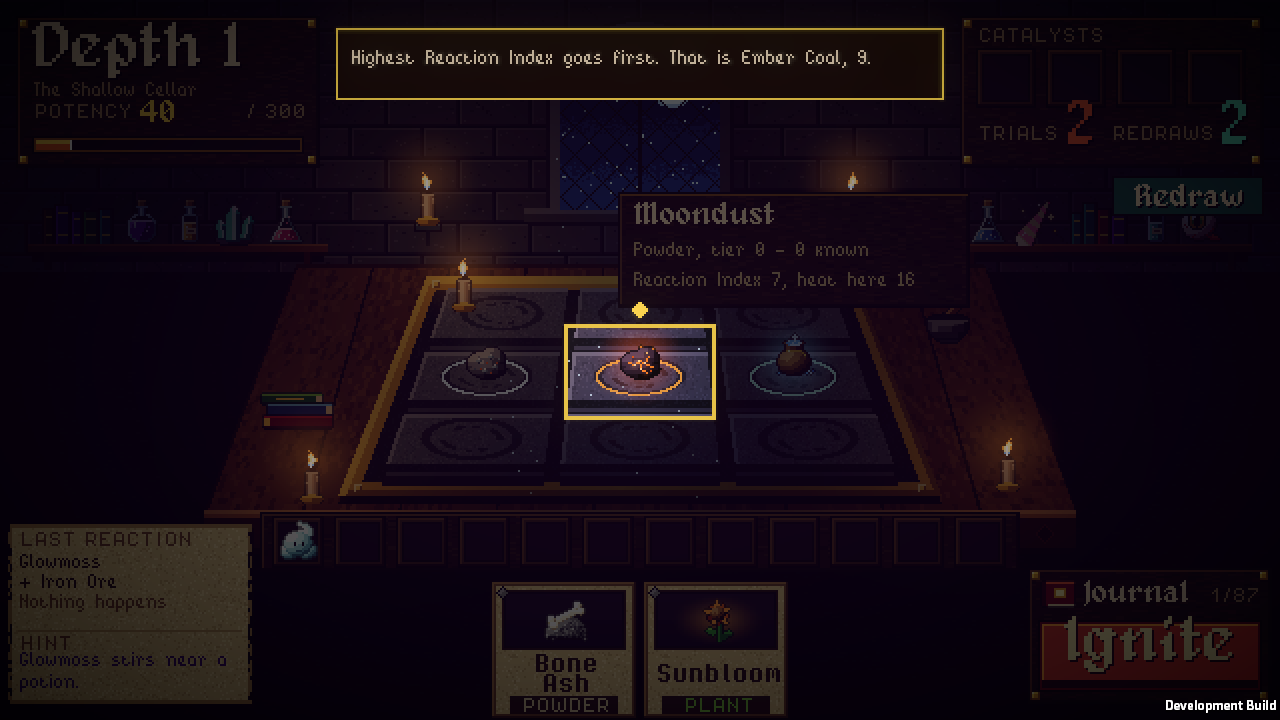 Depth 1
The Shallow Cellar
POTENCY 40 / 300
Highest Reaction Index goes first. That is Ember Coal, 9.
CATALYSTS
TRIALS 2 REDRAWS 2
Redraw
Moondust
Powder, tier 0 - 0 known
Reaction Index 7, heat here 16
LAST REACTION
Glowmoss
+ Iron Ore
Nothing happens
HINT
Glowmoss stirs near a
potion.
Bone
Ash
POWDER
Sunbloom
PLANT
Journal 1/87
Ignite
Development Build